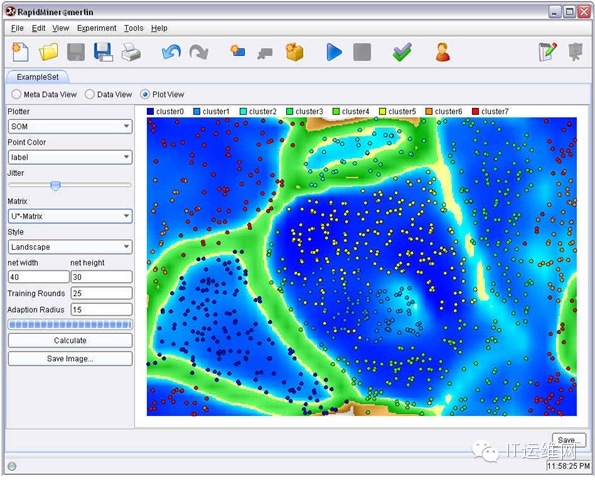 RapidMiner@merlin
File Edit View Experiment Tools Help
ExampleSet
Meta Data View Data View Plot View
Plotter
SOM
Point Color
label
Jitter
Matrix
U*-Matrix
Style
Landscape
net width net height
40 30
Training Rounds 25
Adaption Radius 15
Calculate
Save Image...
cluster0 cluster1 cluster2 cluster3 cluster4 cluster5 cluster6 cluster7
Save...
IT运维网
11:58:25 PM